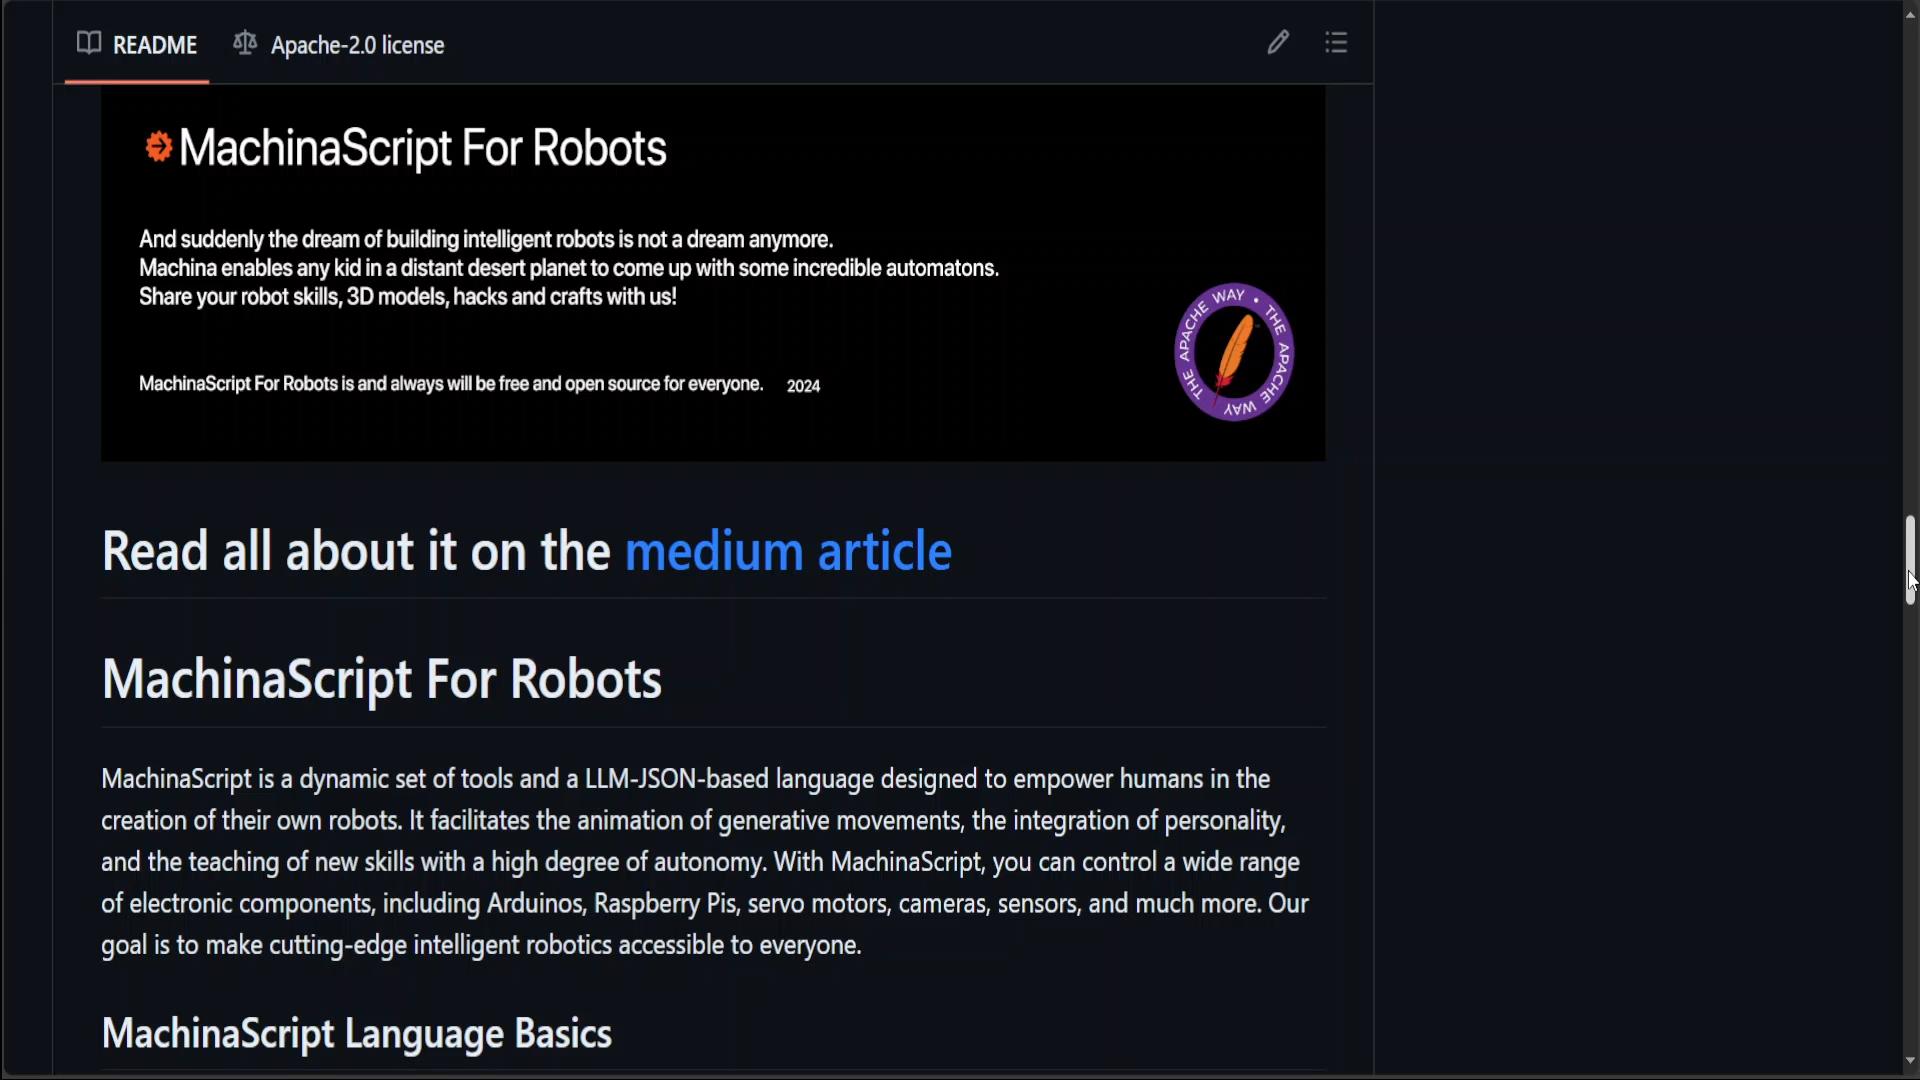 README
Apache-2.0 license
MachinaScript For Robots
And suddenly the dream of building intelligent robots is not a dream anymore.
Machina enables any kid in a distant desert planet to come up with some incredible automatons.
Share your robot skills, 3D models, hacks and crafts with us!
THE APACHE WAY • THE APACHE WAY
MachinaScript For Robots is and always will be free and open source for everyone. 2024
Read all about it on the medium article
MachinaScript For Robots
MachinaScript is a dynamic set of tools and a LLM-JSON-based language designed to empower humans in the
creation of their own robots. It facilitates the animation of generative movements, the integration of personality,
and the teaching of new skills with a high degree of autonomy. With MachinaScript, you can control a wide range
of electronic components, including Arduinos, Raspberry Pis, servo motors, cameras, sensors, and much more. Our
goal is to make cutting-edge intelligent robotics accessible to everyone.
MachinaScript Language Basics